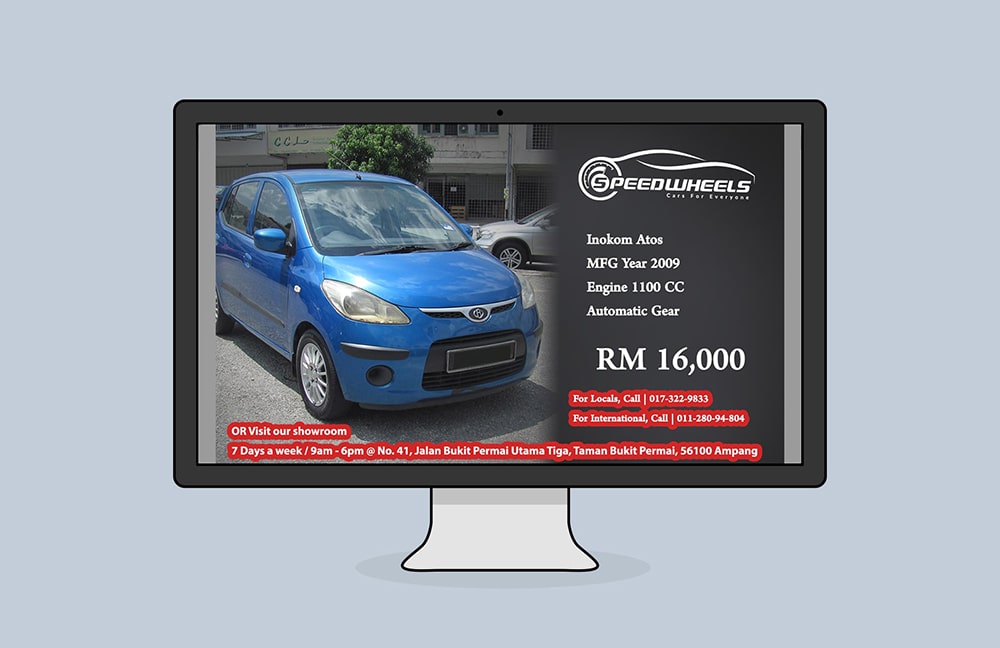 SPEEDWHEELS
Cars For Everyone
Inokom Atos
MFG Year 2009
Engine 1100 CC
Automatic Gear
RM 16,000
For Locals, Call | 017-322-9833
For International, Call | 011-280-94-804
OR Visit our showroom
7 Days a week / 9am - 6pm @ No. 41, Jalan Bukit Permai Utama Tiga, Taman Bukit Permai, 56100 Ampang